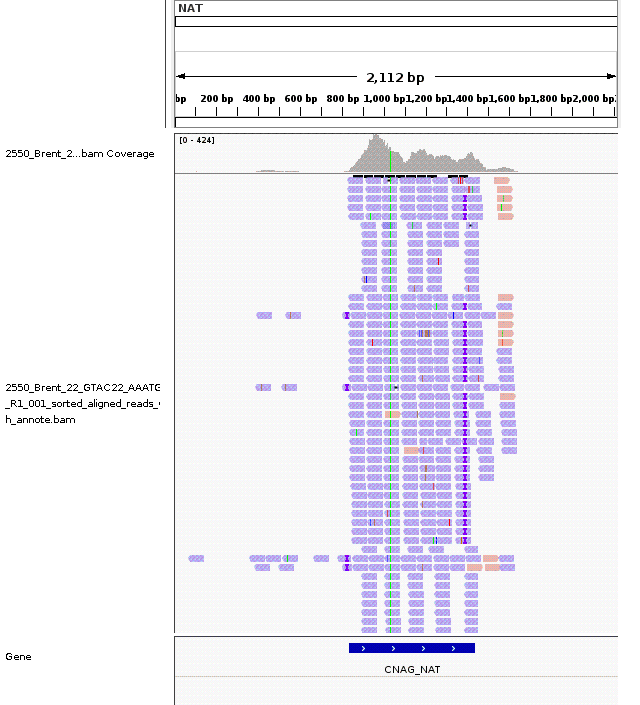 NAT
2,112 bp
bp 200 bp 400 bp 600 bp 800 bp 1,000 bp 1,200 bp 1,400 bp 1,600 bp 1,800 bp 2,000 bp
[0 - 424]
2550_Brent_2...bam Coverage
2550_Brent_22_GTAC22_AAATG
_R1_001_sorted_aligned_reads_
h_annote.bam
Gene
CNAG_NAT